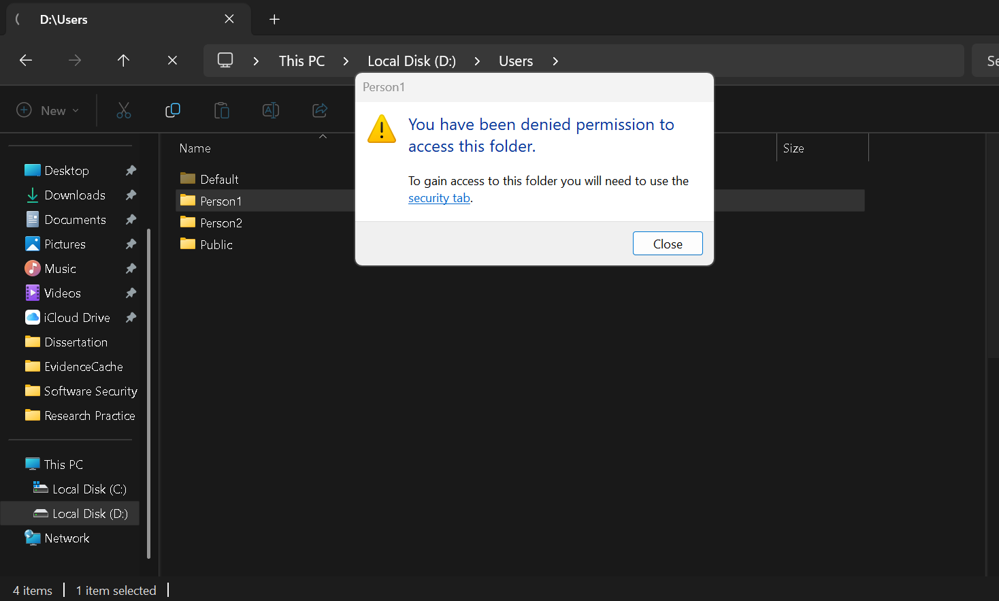 D:\Users
This PC
Local Disk (D:)
Users
New
Person1
You have been denied permission to
access this folder.
To gain access to this folder you will need to use the
security tab.
Close
Name
Size
Default
Person1
Person2
Public
Desktop
Downloads
Documents
Pictures
Music
Videos
iCloud Drive
Dissertation
EvidenceCache
Software Security
Research Practice
This PC
Local Disk (C:)
Local Disk (D:)
Network
4 items
1 item selected